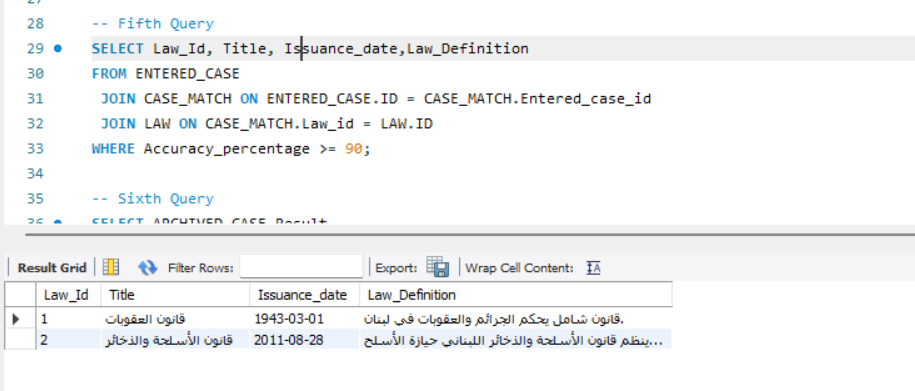 28 -- Fifth Query
29 SELECT Law_Id, Title, Issuance_date,Law_Definition
30 FROM ENTERED_CASE
31 JOIN CASE_MATCH ON ENTERED_CASE.ID = CASE_MATCH.Entered_case_id
32 JOIN LAW ON CASE_MATCH.Law_id = LAW.ID
33 WHERE Accuracy_percentage >= 90;
34
35 -- Sixth Query
36 SELECT ARCHIVED_CASE.Result
Result Grid Filter Rows: Export: Wrap Cell Content: IA
Law_Id Title Issuance_date Law_Definition
1 قانون العقوبات 1943-03-01 قانون شامل يحكم الجرائم والعقوبات في لبنان.
2 قانون الأسلحة والذخائر 2011-08-28 ينظم قانون الأسلحة والذخائر اللبناني حيازة الأسلح...